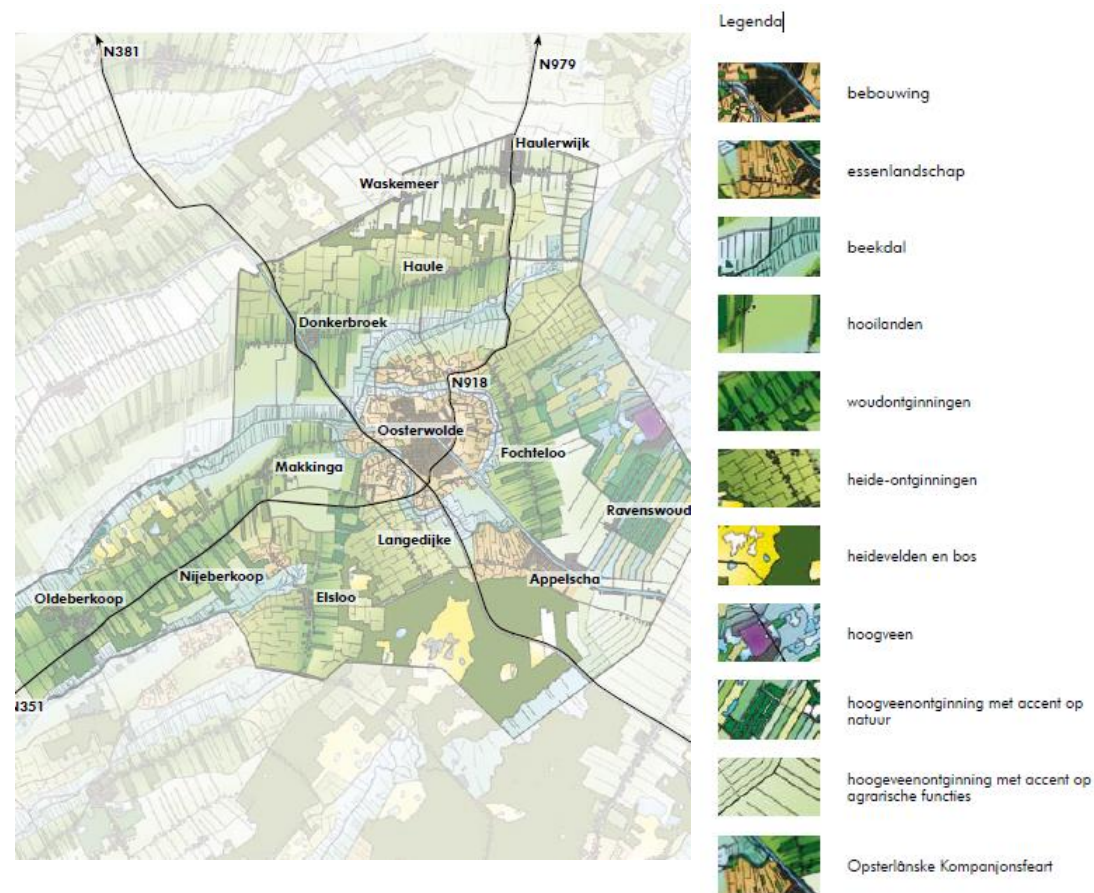 N381
N979
Haulerwijk
Waskemeer
Haule
Donkerbroek
N918
Oosterwolde
Fochteloo
Makkinga
Ravenswoud
Langedijke
Nijeberkoop
Appelscha
Elsloo
Oldeberkoop
N351
Legenda
bebouwing
essenlandschap
beekdal
hooilanden
woudontginningen
heide-ontginningen
heidevelden en bos
hoogveen
hoogveenontginning met accent op
natuur
hoogeveenontginning met accent op
agrarische functies
Opsterlânske Kompanjonsfeart